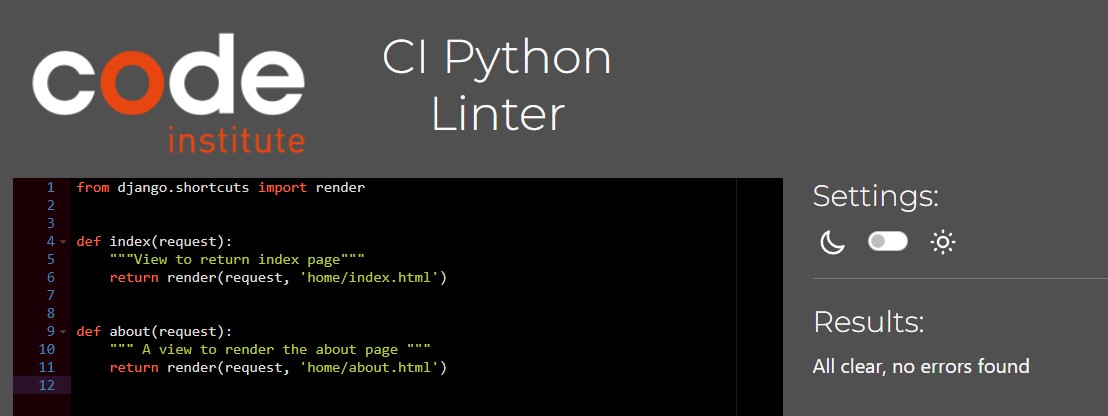 code
institute
CI Python
Linter
1 from django.shortcuts import render
2
3
4 def index(request):
5     """View to return index page"""
6     return render(request, 'home/index.html')
7
8
9 def about(request):
10     """ A view to render the about page """
11     return render(request, 'home/about.html')
12
Settings:
Results:
All clear, no errors found